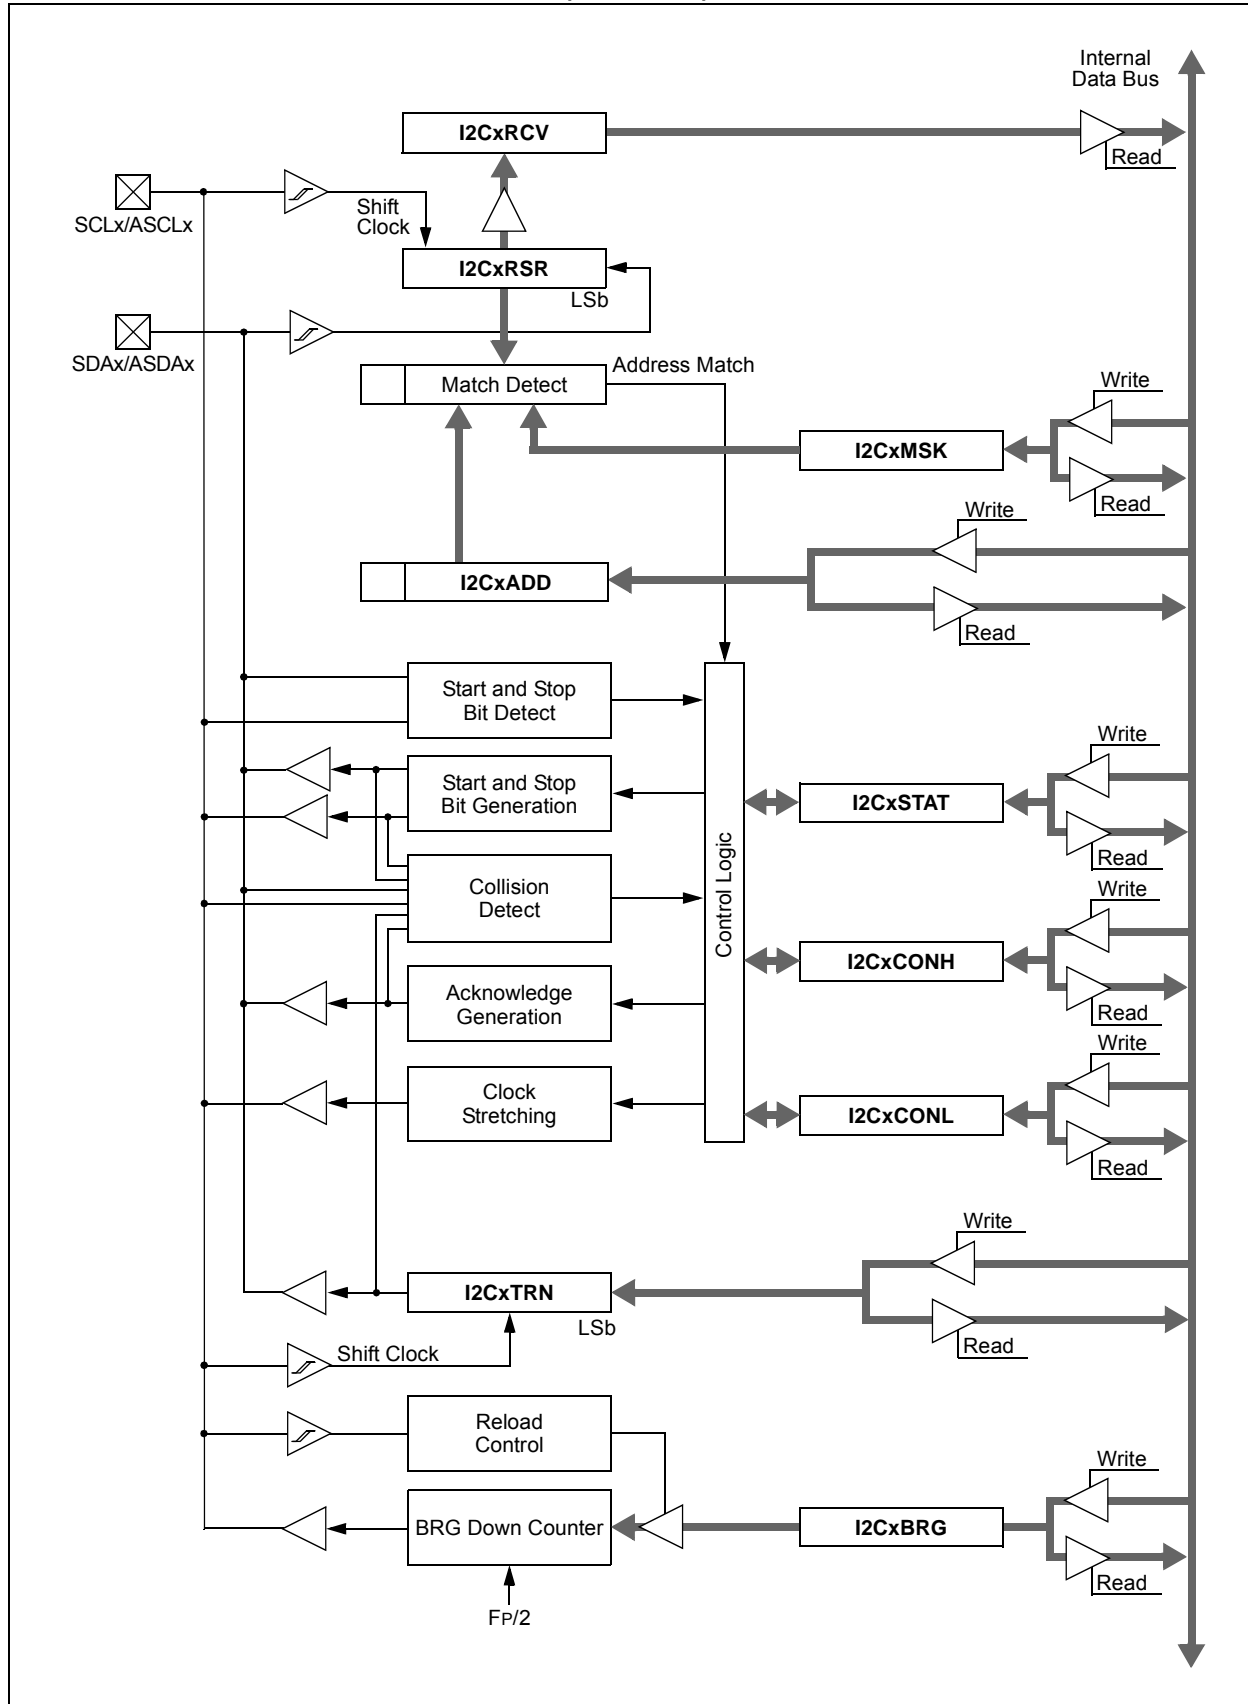 Internal
Data Bus
I2CxRCV
Read
SCLx/ASCLx
Shift
Clock
I2CxRSR
LSb
SDAx/ASDAx
Match Detect
Address Match
Write
I2CxMSK
Read
Write
I2CxADD
Read
Start and Stop
Bit Detect
Write
Start and Stop
Bit Generation
I2CxSTAT
Read
Control Logic
Collision
Detect
Write
I2CxCONH
Read
Acknowledge
Generation
Write
Clock
Stretching
I2CxCONL
Read
Write
I2CxTRN
LSb
Read
Shift Clock
Reload
Control
Write
BRG Down Counter
I2CxBRG
Read
FP/2